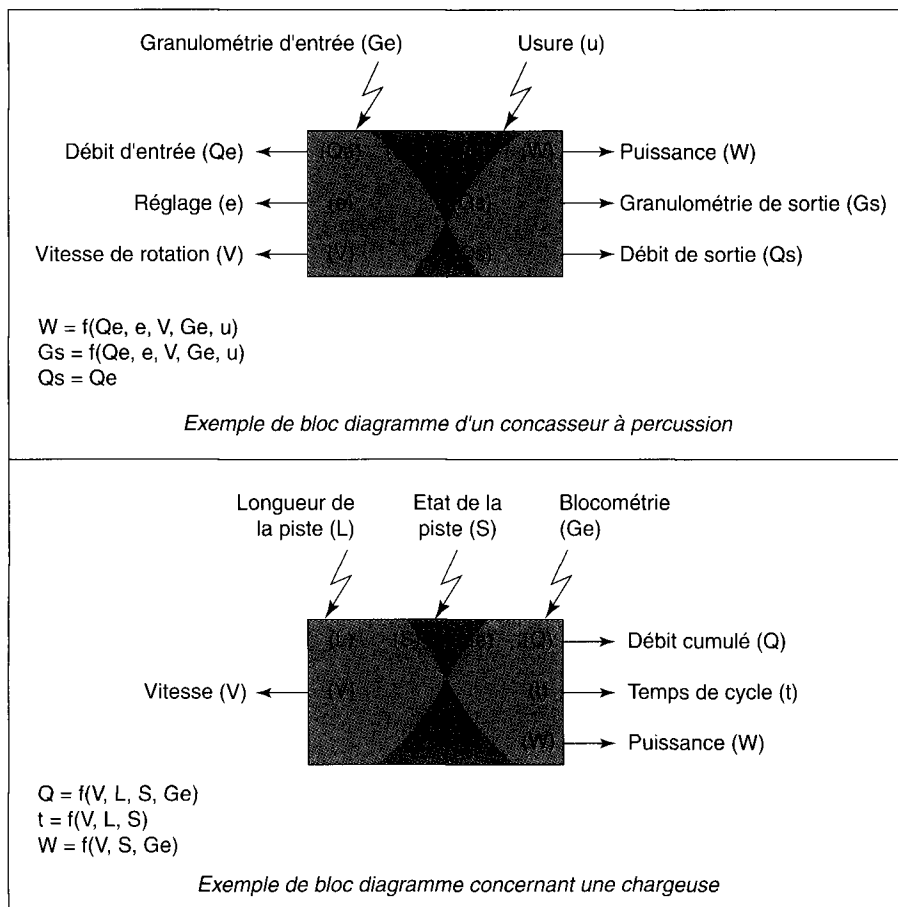 Granulométrie d'entrée (Ge)
Usure (u)
Débit d'entrée (Qe)
(Qe)
(W)
Puissance (W)
Réglage (e)
(e)
Granulométrie de sortie (Gs)
Vitesse de rotation (V)
(V)
Débit de sortie (Qs)
W = f(Qe, e, V, Ge, u)
Gs = f(Qe, e, V, Ge, u)
Qs = Qe
Exemple de bloc diagramme d'un concasseur à percussion
Longueur de
la piste (L)
Etat de la
piste (S)
Blocométrie
(Ge)
(L)
(Q)
Débit cumulé (Q)
Vitesse (V)
(V)
(t)
Temps de cycle (t)
(W)
Puissance (W)
Q = f(V, L, S, Ge)
t = f(V, L, S)
W = f(V, S, Ge)
Exemple de bloc diagramme concernant une chargeuse